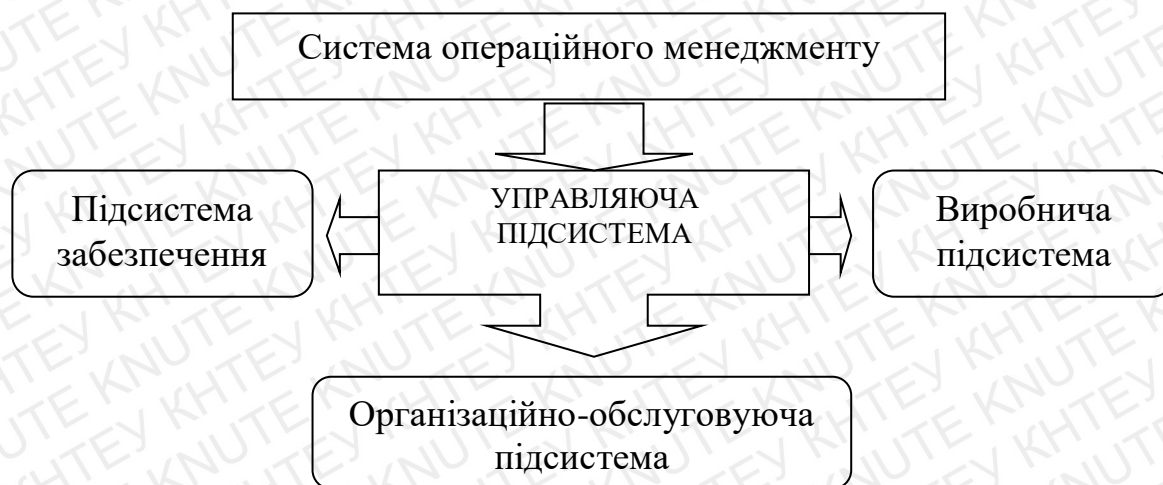 Система операційного менеджменту
УПРАВЛЯЮЧА
ПІДСИСТЕМА
Підсистема
забезпечення
Виробнича
підсистема
Організаційно-обслуговуюча
підсистема